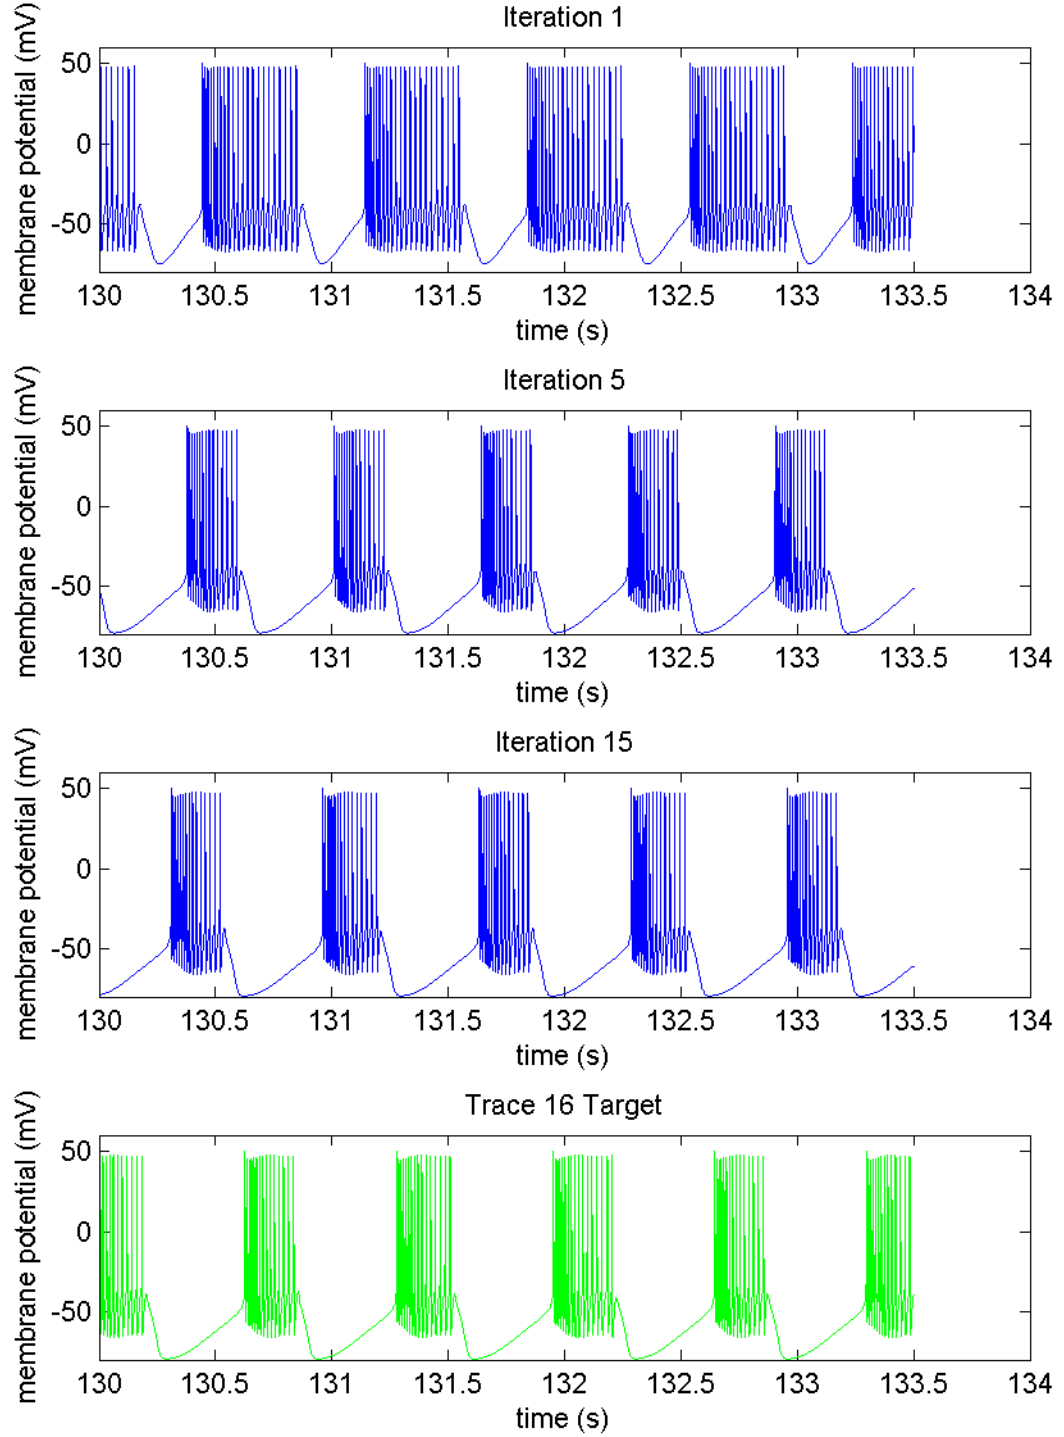 Iteration 1
membrane potential (mV)
50
0
-50
130 130.5 131 131.5 132 132.5 133 133.5 134
time (s)
Iteration 5
membrane potential (mV)
50
0
-50
130 130.5 131 131.5 132 132.5 133 133.5 134
time (s)
Iteration 15
membrane potential (mV)
50
0
-50
130 130.5 131 131.5 132 132.5 133 133.5 134
time (s)
Trace 16 Target
membrane potential (mV)
50
0
-50
130 130.5 131 131.5 132 132.5 133 133.5 134
time (s)